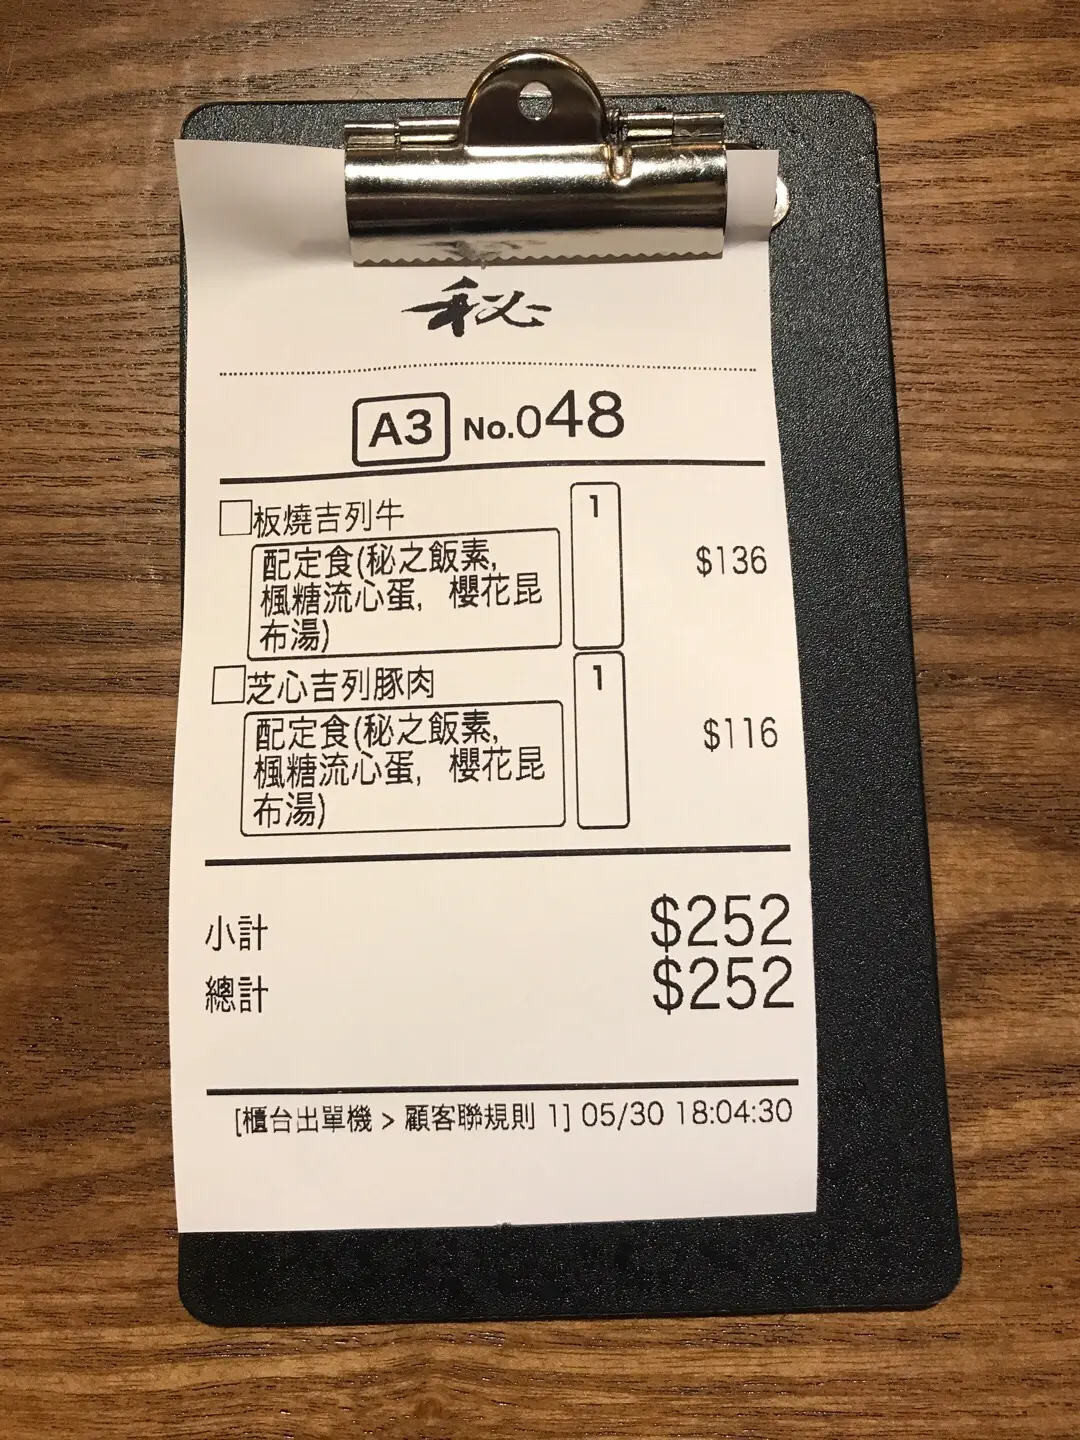 秘
A3 No.048
□板燒吉列牛 1
配定食(秘之飯素, $136
楓糖流心蛋, 櫻花昆
布湯)
□芝心吉列豚肉 1
配定食(秘之飯素, $116
楓糖流心蛋, 櫻花昆
布湯)
小計 $252
總計 $252
[櫃台出單機 > 顧客聯規則 1] 05/30 18:04:30